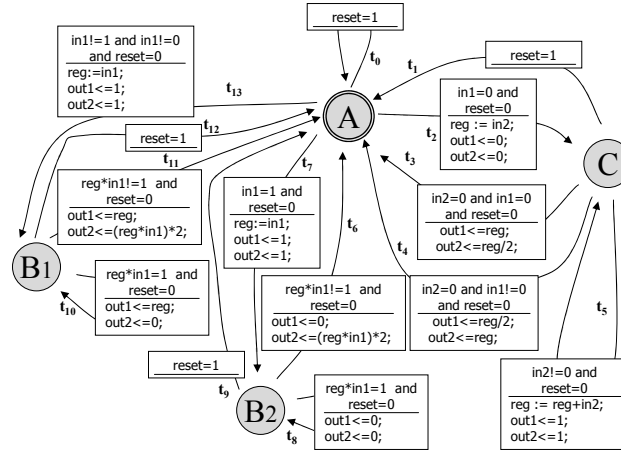 reset=1
t0
in1!=1 and in1!=0
and reset=0
reg:=in1;
out1<=1;
out2<=1;
t13
t1
reset=1
A
in1=0 and
reset=0
reg := in2;
out1<=0;
out2<=0;
t2
C
reset=1
t12
t11
reg*in1!=1 and
reset=0
out1<=reg;
out2<=(reg*in1)*2;
t7
in1=1 and
reset=0
reg:=in1;
out1<=1;
out2<=1;
t3
in2=0 and in1=0
and reset=0
out1<=reg;
out2<=reg/2;
t6
t4
B1
reg*in1=1 and
reset=0
out1<=reg;
out2<=0;
t10
reg*in1!=1 and
reset=0
out1<=0;
out2<=(reg*in1)*2;
in2=0 and in1!=0
and reset=0
out1<=reg/2;
out2<=reg;
t5
reset=1
t9
B2
reg*in1=1 and
reset=0
out1<=0;
out2<=0;
t8
in2!=0 and
reset=0
reg := reg+in2;
out1<=1;
out2<=1;